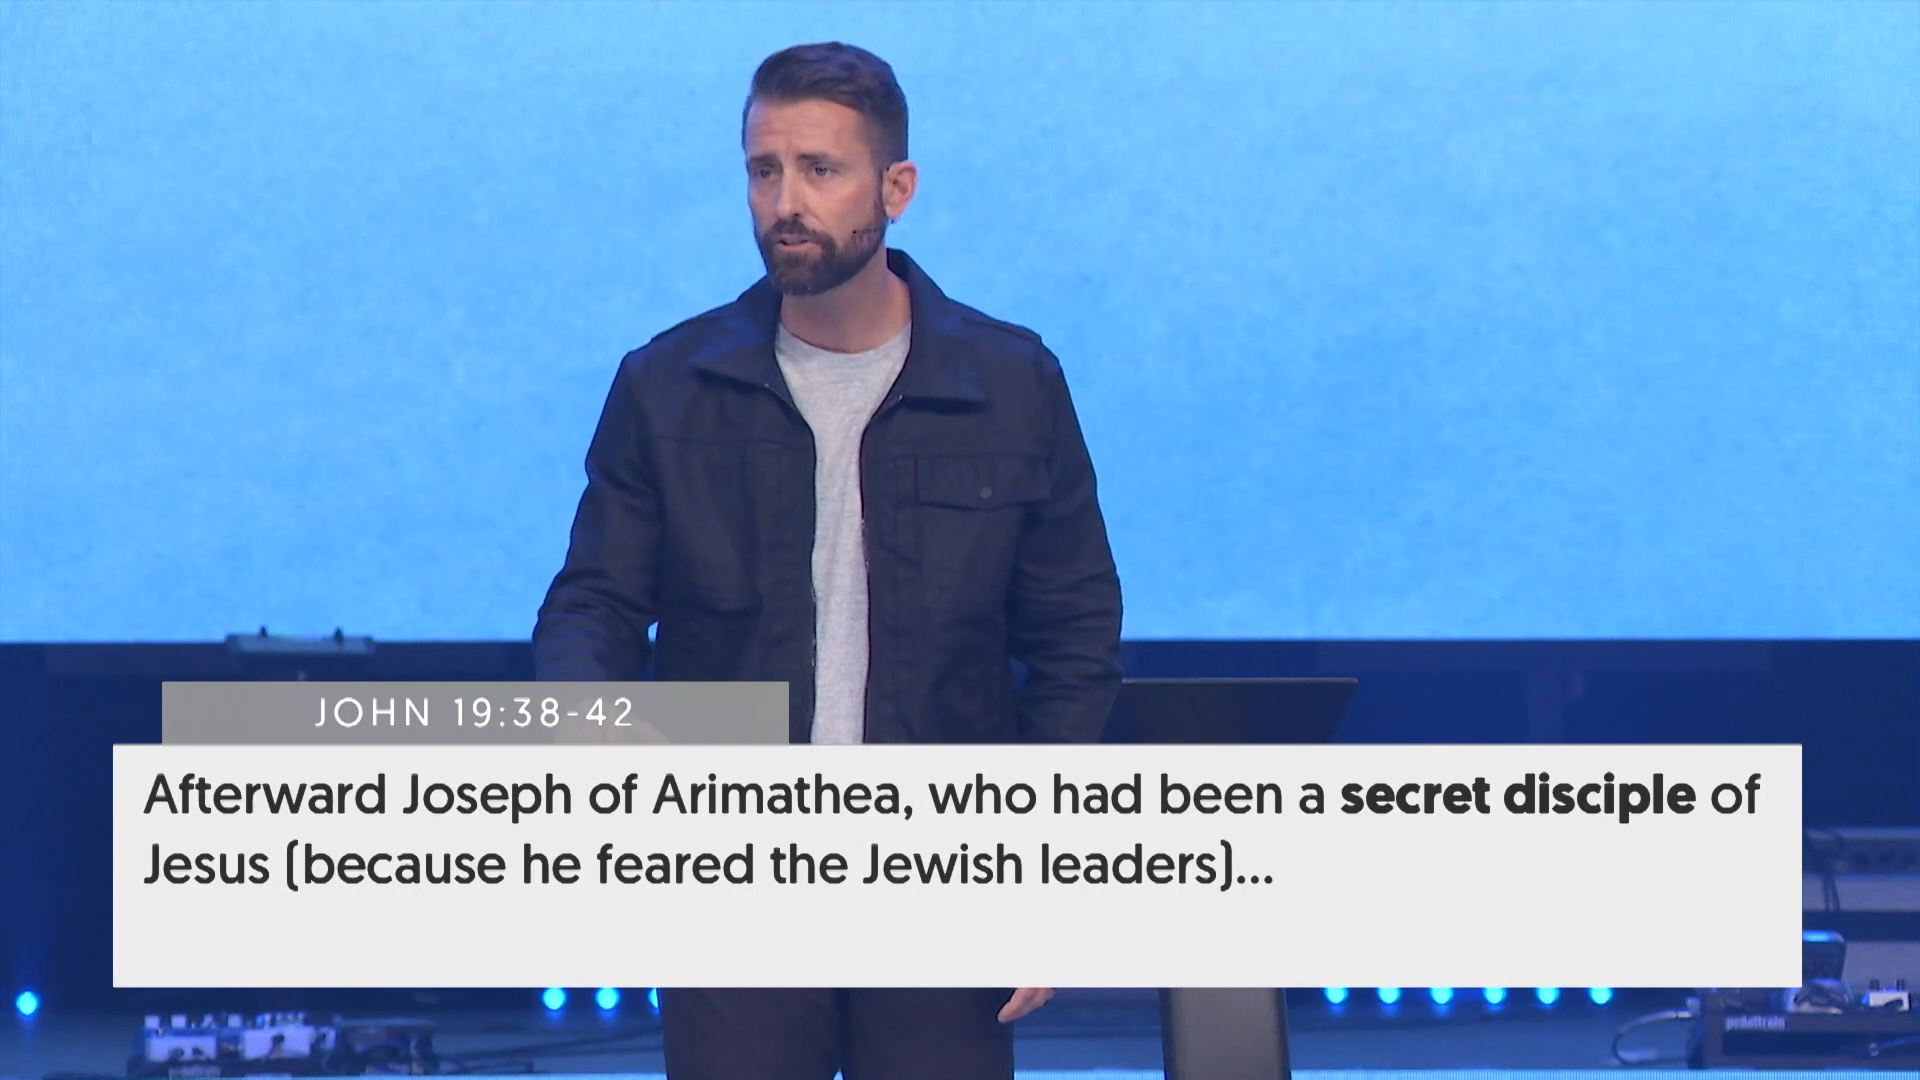 JOHN 19:38-42
Afterward Joseph of Arimathea, who had been a secret disciple of
Jesus (because he feared the Jewish leaders)...
pedaltrain